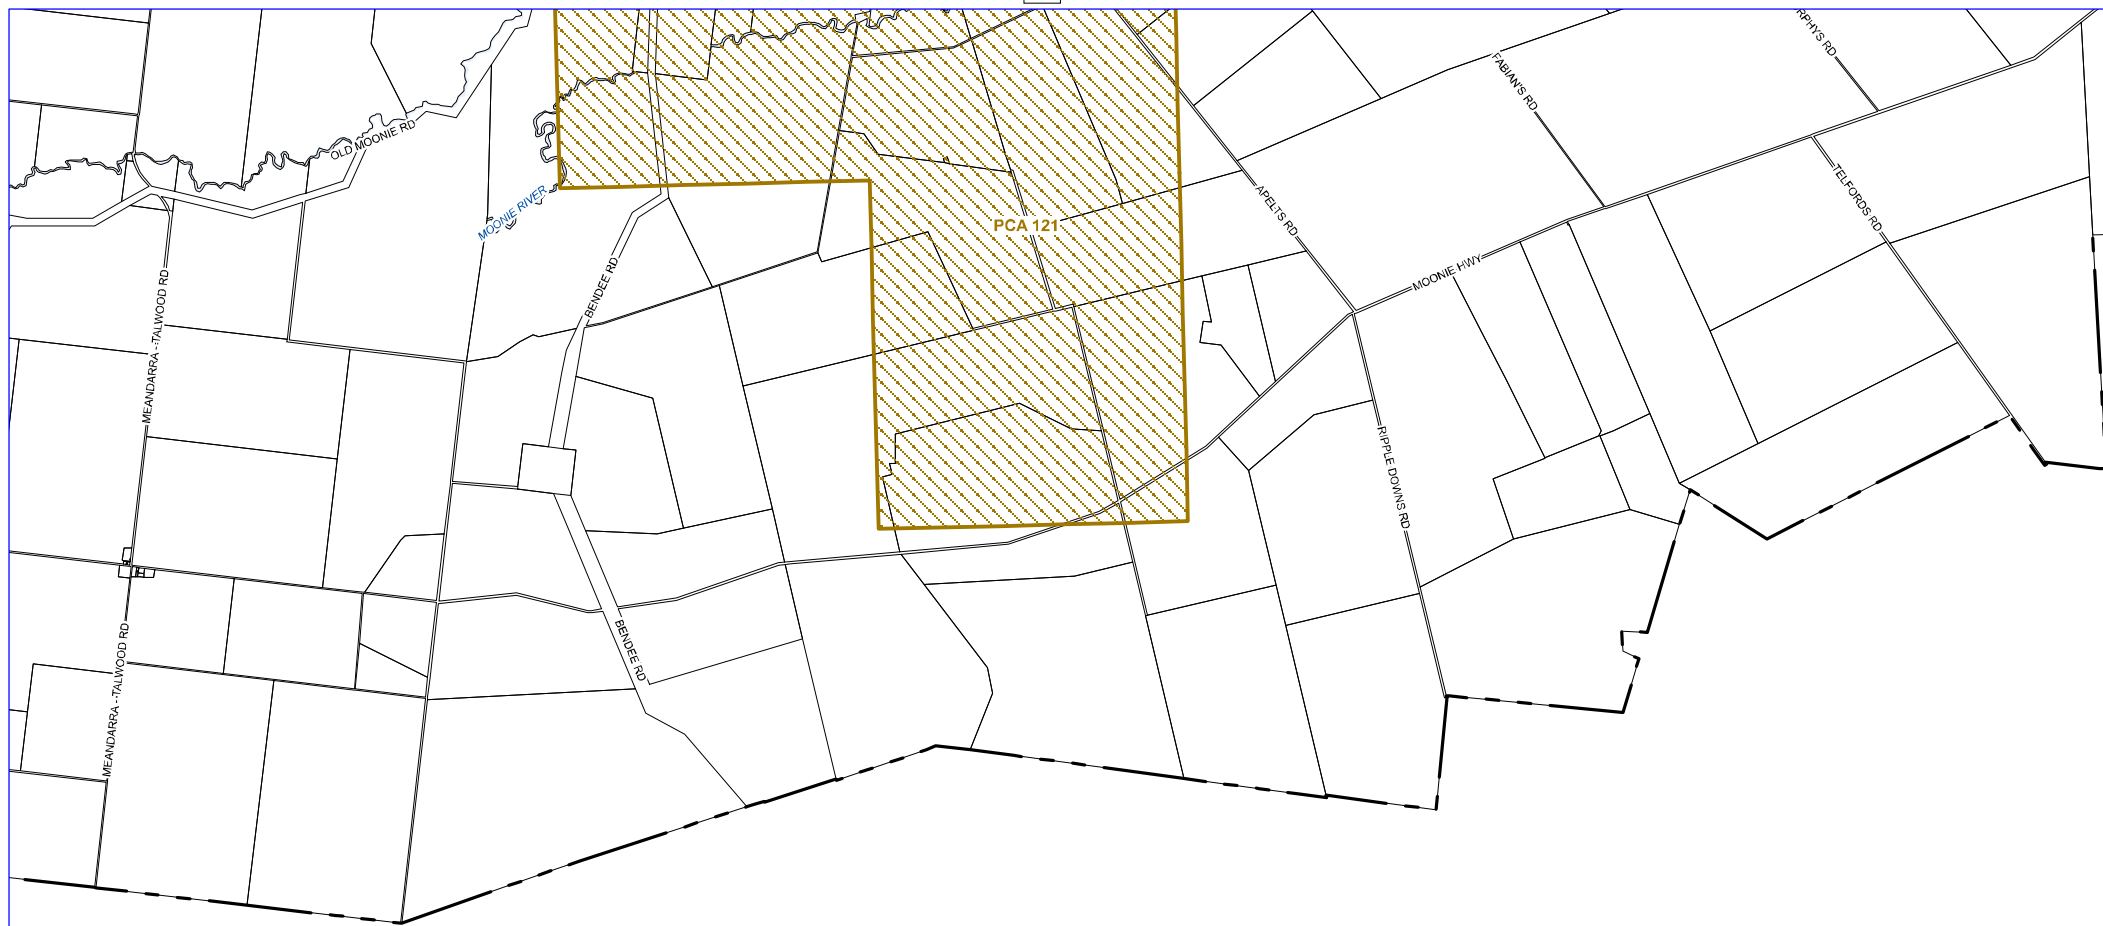 RPHYS RD
FABIAN'S RD
OLD MOONIE RD
MOONIE RIVER
APELTS RD
TELFORDS RD
PCA 121
BENDEE RD
MOONIE HWY
MEANDARRA - TALWOOD RD
RIPPLE DOWNS RD
BENDEE RD
MEANDARRA - TALWOOD RD